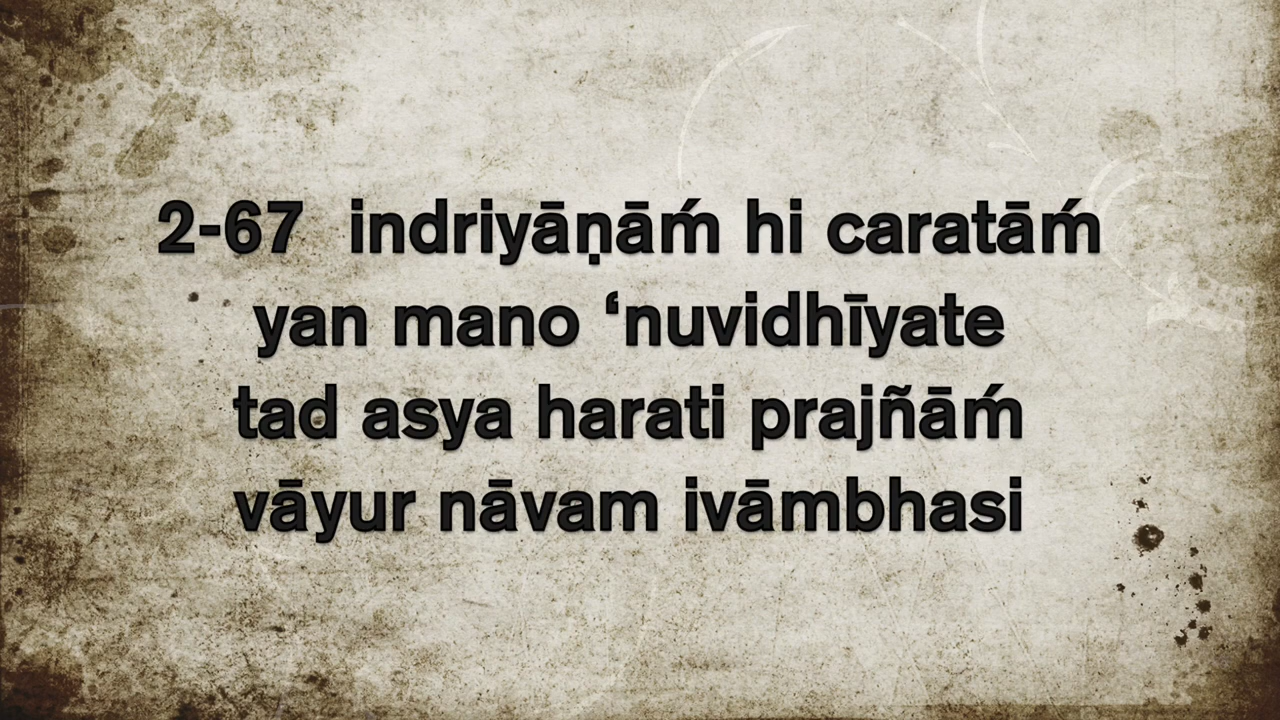 2-67  indriyāṇāḿ hi caratāḿ
yan mano ‘nuvidhīyate
tad asya harati prajñāḿ
vāyur nāvam ivāmbhasi